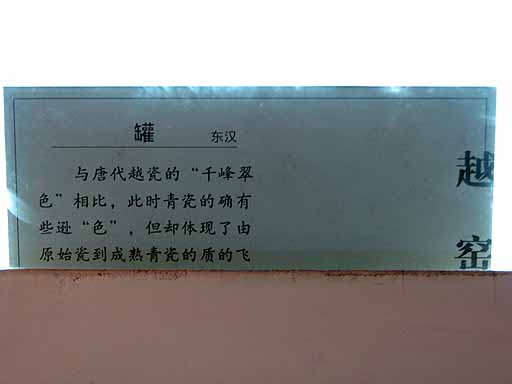 罐 东汉
与唐代越瓷的“千峰翠
色”相比，此时青瓷的确有
些逊“色”，但却体现了由
原始瓷到成熟青瓷的质的飞
越窑